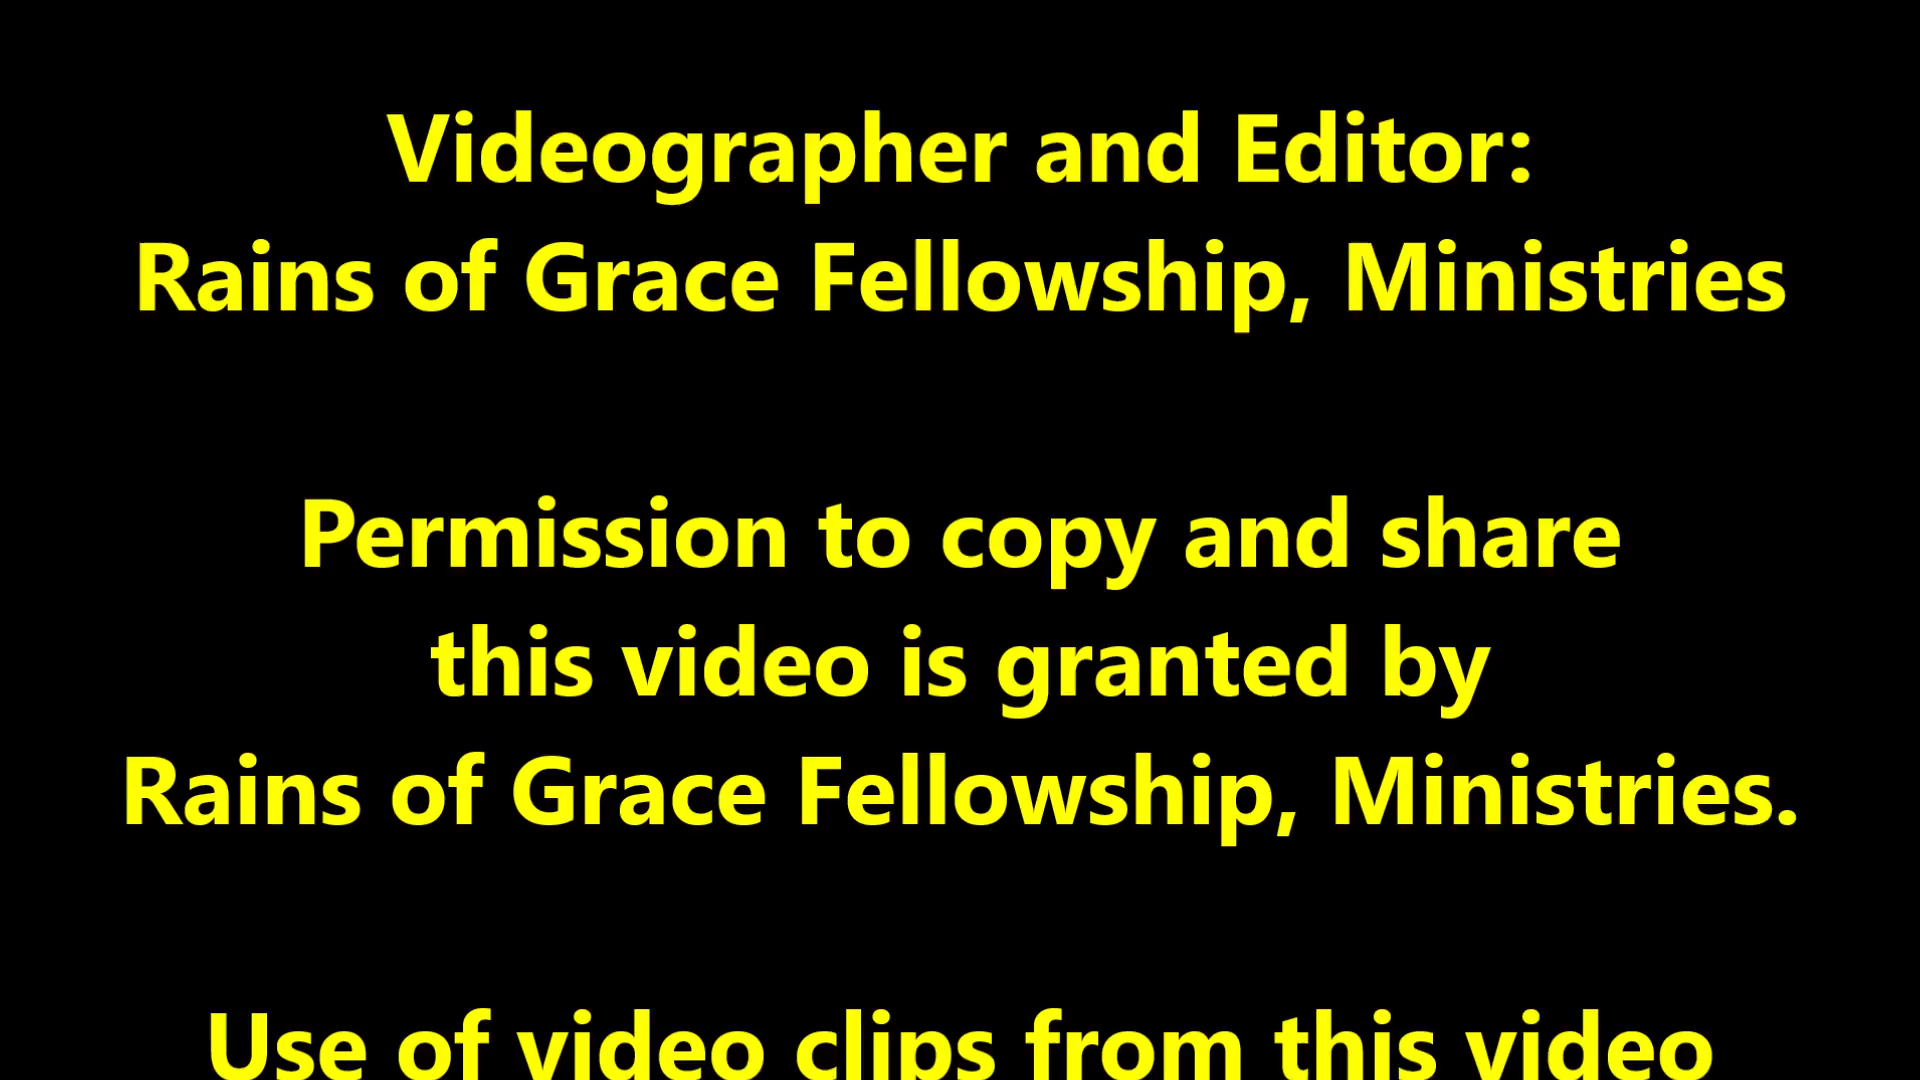 Videographer and Editor:
Rains of Grace Fellowship, Ministries
Permission to copy and share
this video is granted by
Rains of Grace Fellowship, Ministries.
Use of video clips from this video